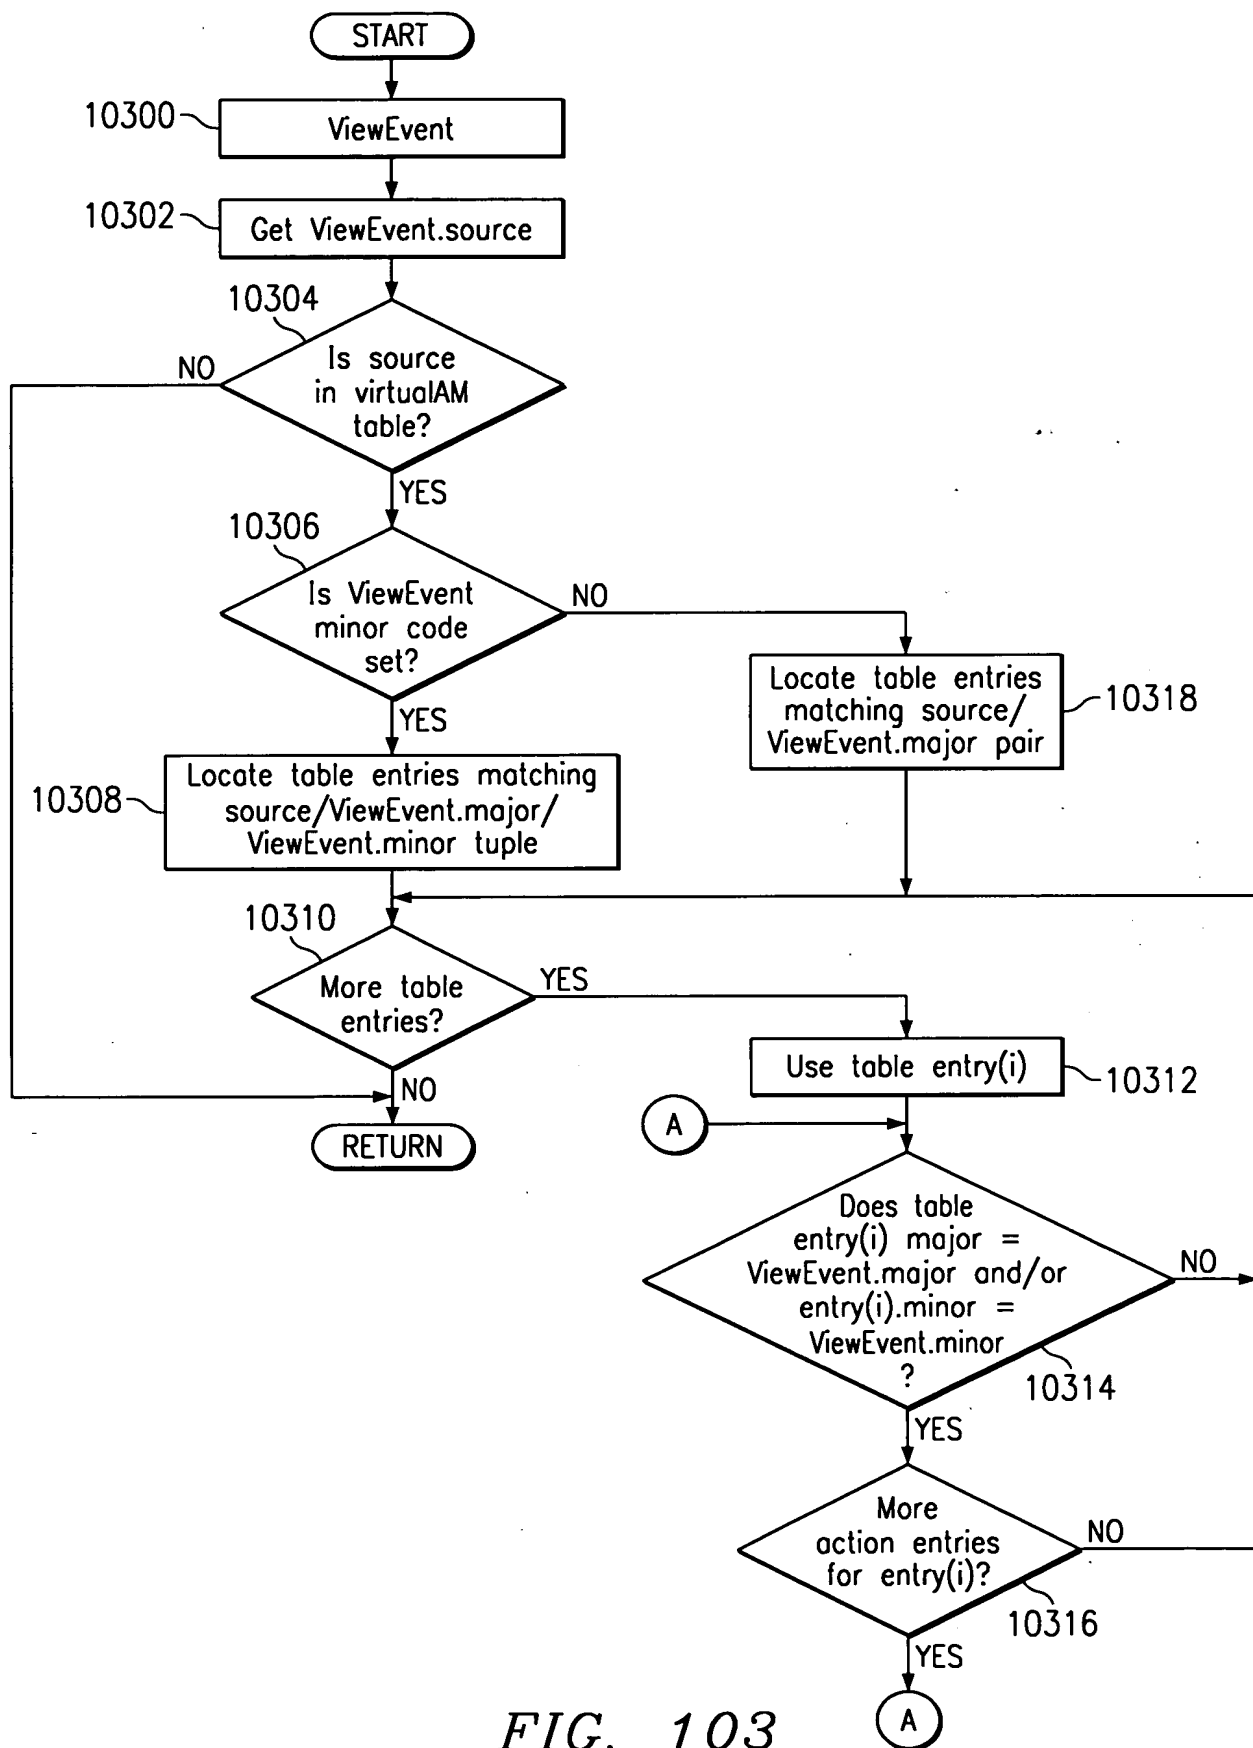 START
10300
ViewEvent
10302
Get ViewEvent.source
10304
Is source
in virtualAM
table?
NO
YES
10306
Is ViewEvent
minor code
set?
NO
YES
Locate table entries
matching source/
ViewEvent.major pair
10318
10308
Locate table entries matching
source/ViewEvent.major/
ViewEvent.minor tuple
10310
More table
entries?
YES
NO
RETURN
Use table entry(i)
10312
A
Does table
entry(i) major =
ViewEvent.major and/or
entry(i).minor =
ViewEvent.minor
?
NO
10314
YES
More
action entries
for entry(i)?
NO
10316
YES
A
FIG. 103